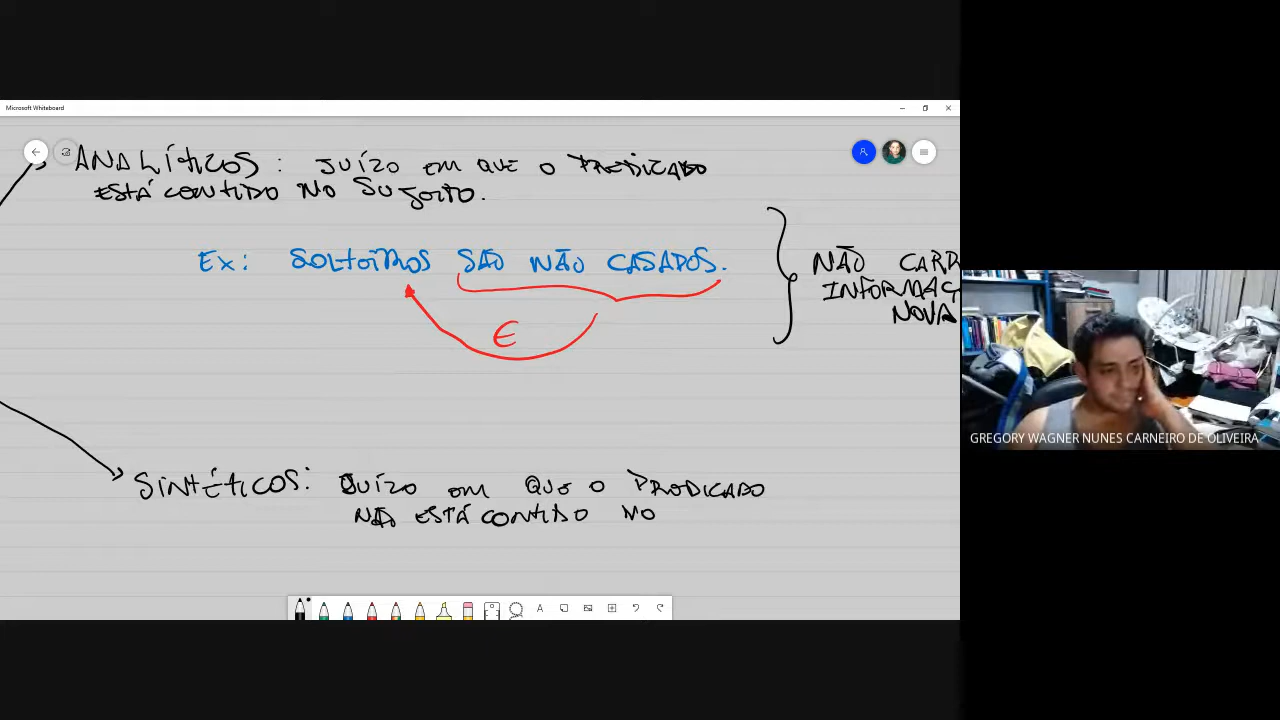 Microsoft Whiteboard
ANALÍTICOS: JUÍZO EM QUE O PREDICADO
ESTÁ CONTIDO NO SUJEITO.
Ex: SOLTEIROS SÃO NÃO CASADOS.
NÃO CARR
INFORMAÇ
NOVA
E
GREGORY WAGNER NUNES CARNEIRO DE OLIVEIRA
SINTÉTICOS: JUÍZO EM QUE O PREDICADO
NÃO ESTÁ CONTIDO NO
A